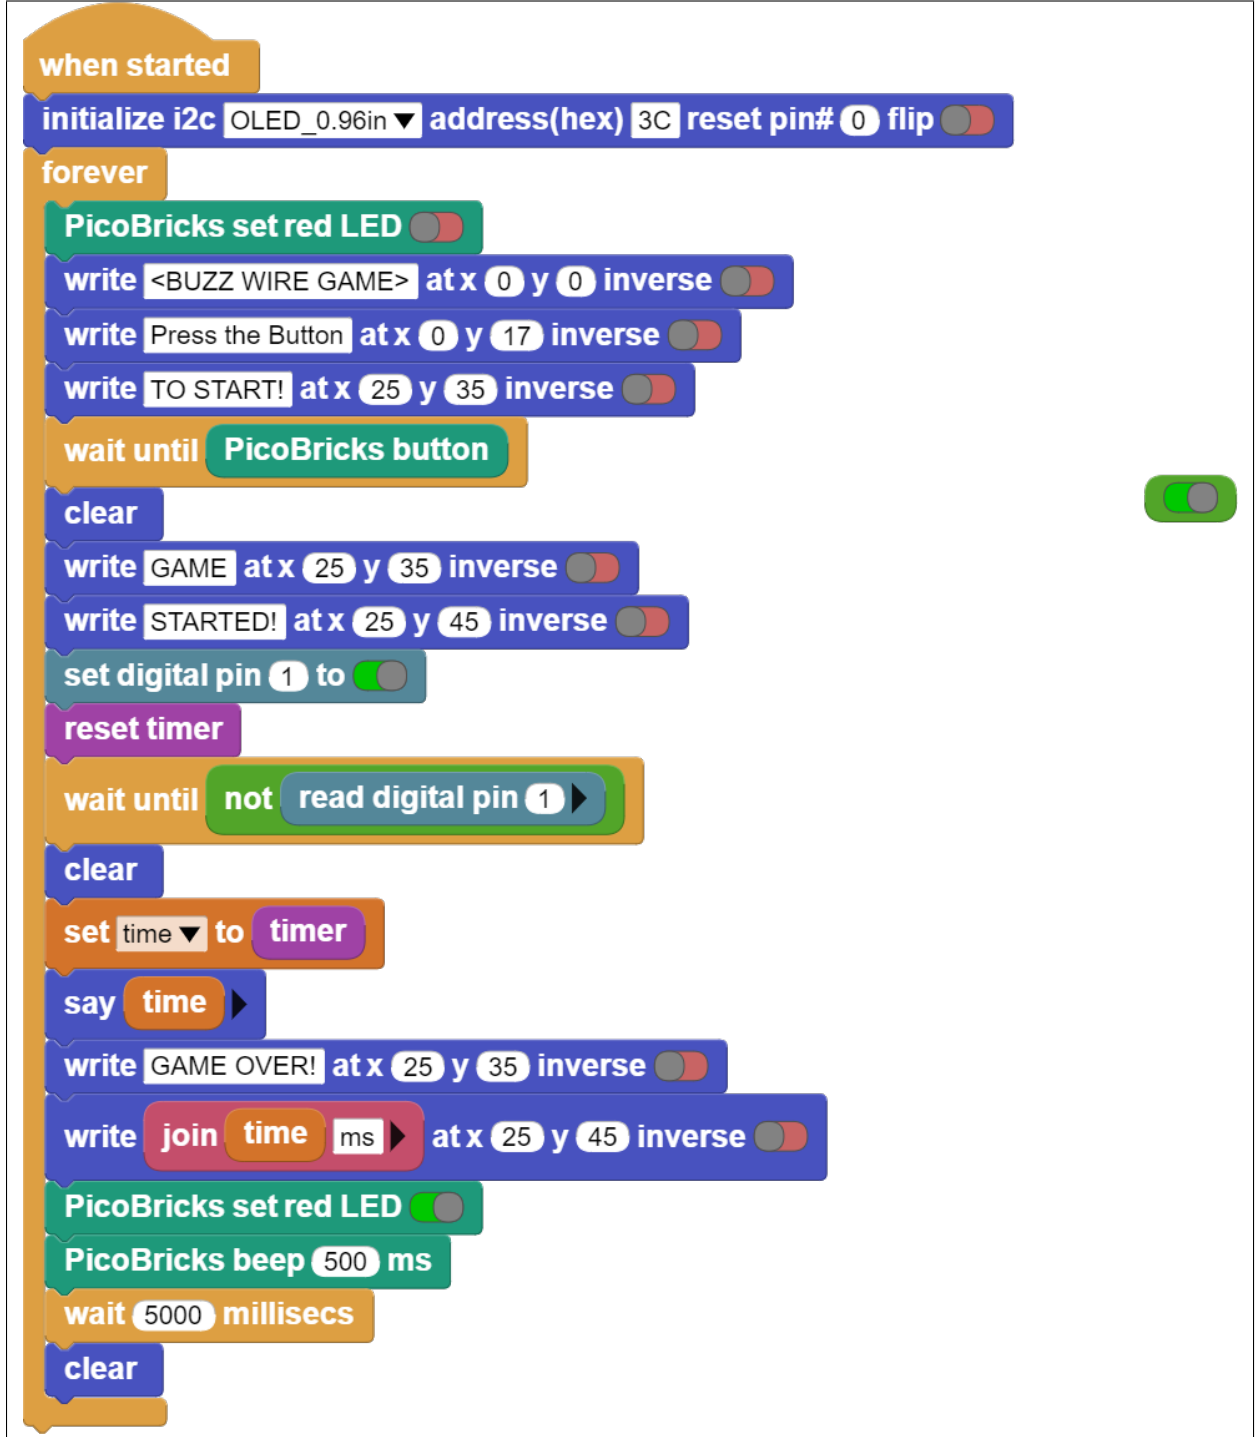 when started
initialize i2c OLED_0.96in address(hex) 3C reset pin# 0 flip
forever
PicoBricks set red LED
write <BUZZ WIRE GAME> at x 0 y 0 inverse
write Press the Button at x 0 y 17 inverse
write TO START! at x 25 y 35 inverse
wait until PicoBricks button
clear
write GAME at x 25 y 35 inverse
write STARTED! at x 25 y 45 inverse
set digital pin 1 to
reset timer
wait until not read digital pin 1
clear
set time to timer
say time
write GAME OVER! at x 25 y 35 inverse
write join time ms at x 25 y 45 inverse
PicoBricks set red LED
PicoBricks beep 500 ms
wait 5000 millisecs
clear